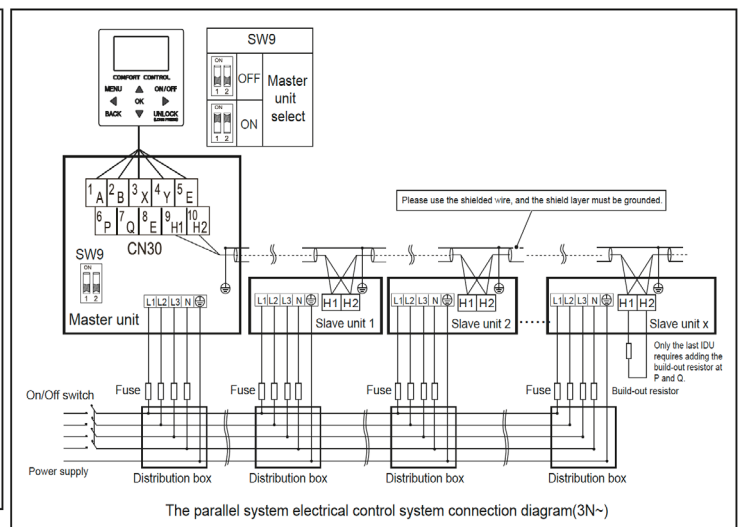 COMFORT CONTROL
MENU
ON/OFF
OK
BACK
UNLOCK
(LONG PRESS)
SW9
ON
1 2
OFF
ON
1 2
ON
Master
unit
select
1 A
2 B
3 X
4 Y
5 E
6 P
7 Q
8 E
9 H1
10 H2
CN30
SW9
ON
1 2
Please use the shielded wire, and the shield layer must be grounded.
L1 L2 L3 N
Master unit
L1 L2 L3 N
H1 H2
Slave unit 1
L1 L2 L3 N
H1 H2
Slave unit 2
L1 L2 L3 N
H1 H2
Slave unit x
Only the last IDU
requires adding the
build-out resistor at
P and Q.
Build-out resistor
On/Off switch
Fuse
Fuse
Fuse
Fuse
Power supply
Distribution box
Distribution box
Distribution box
Distribution box
The parallel system electrical control system connection diagram(3N~)